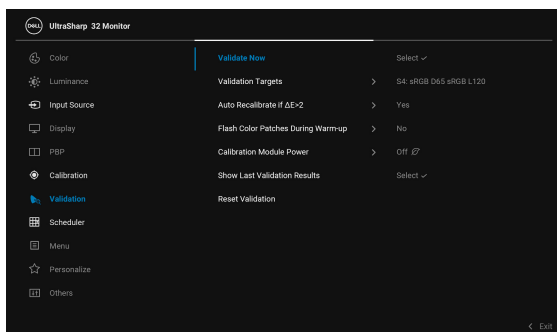 DELL UltraSharp 32 Monitor
Color
Luminance
Input Source
Display
PBP
Calibration
Validation
Scheduler
Menu
Personalize
Others
Validate Now Select
Validation Targets > S4: sRGB D65 sRGB L120
Auto Recalibrate if ΔE>2 > Yes
Flash Color Patches During Warm-up > No
Calibration Module Power > Off
Show Last Validation Results Select
Reset Validation
< Exit